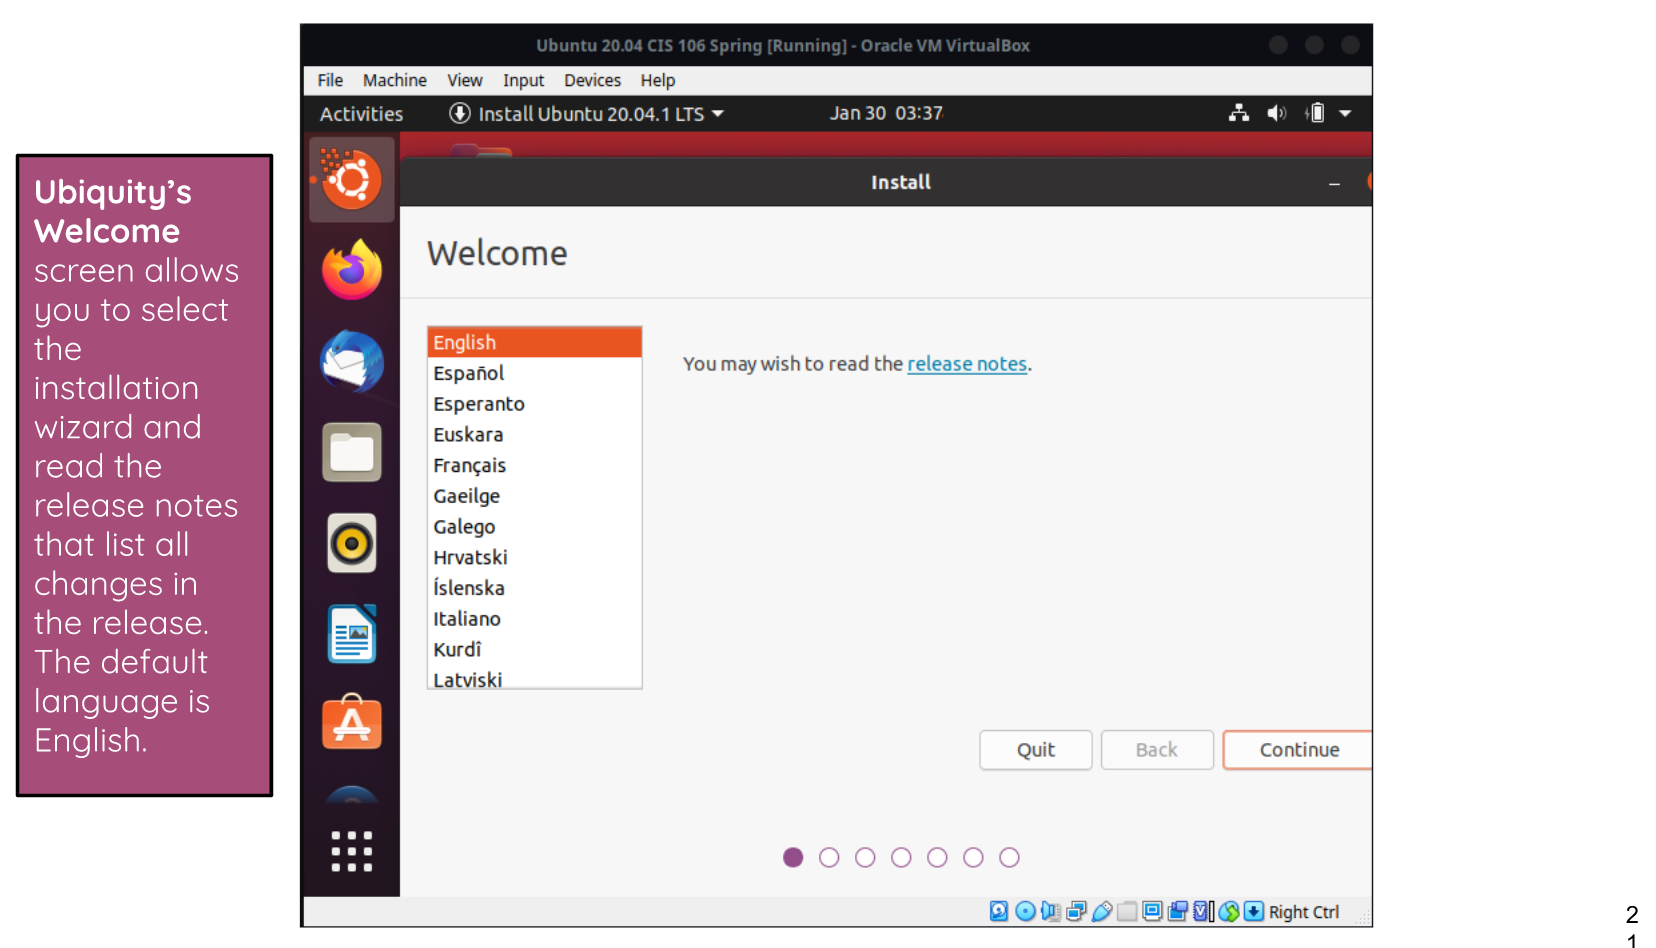 Ubuntu 20.04 CIS 106 Spring [Running] - Oracle VM VirtualBox
File Machine View Input Devices Help
Activities Install Ubuntu 20.04.1 LTS Jan 30 03:37
Install
Ubiquity’s
Welcome
screen allows
you to select
the
installation
wizard and
read the
release notes
that list all
changes in
the release.
The default
language is
English.
Welcome
English
Español
Esperanto
Euskara
Français
Gaeilge
Galego
Hrvatski
Íslenska
Italiano
Kurdî
Latviski
You may wish to read the release notes.
Quit Back Continue
Right Ctrl
2
1